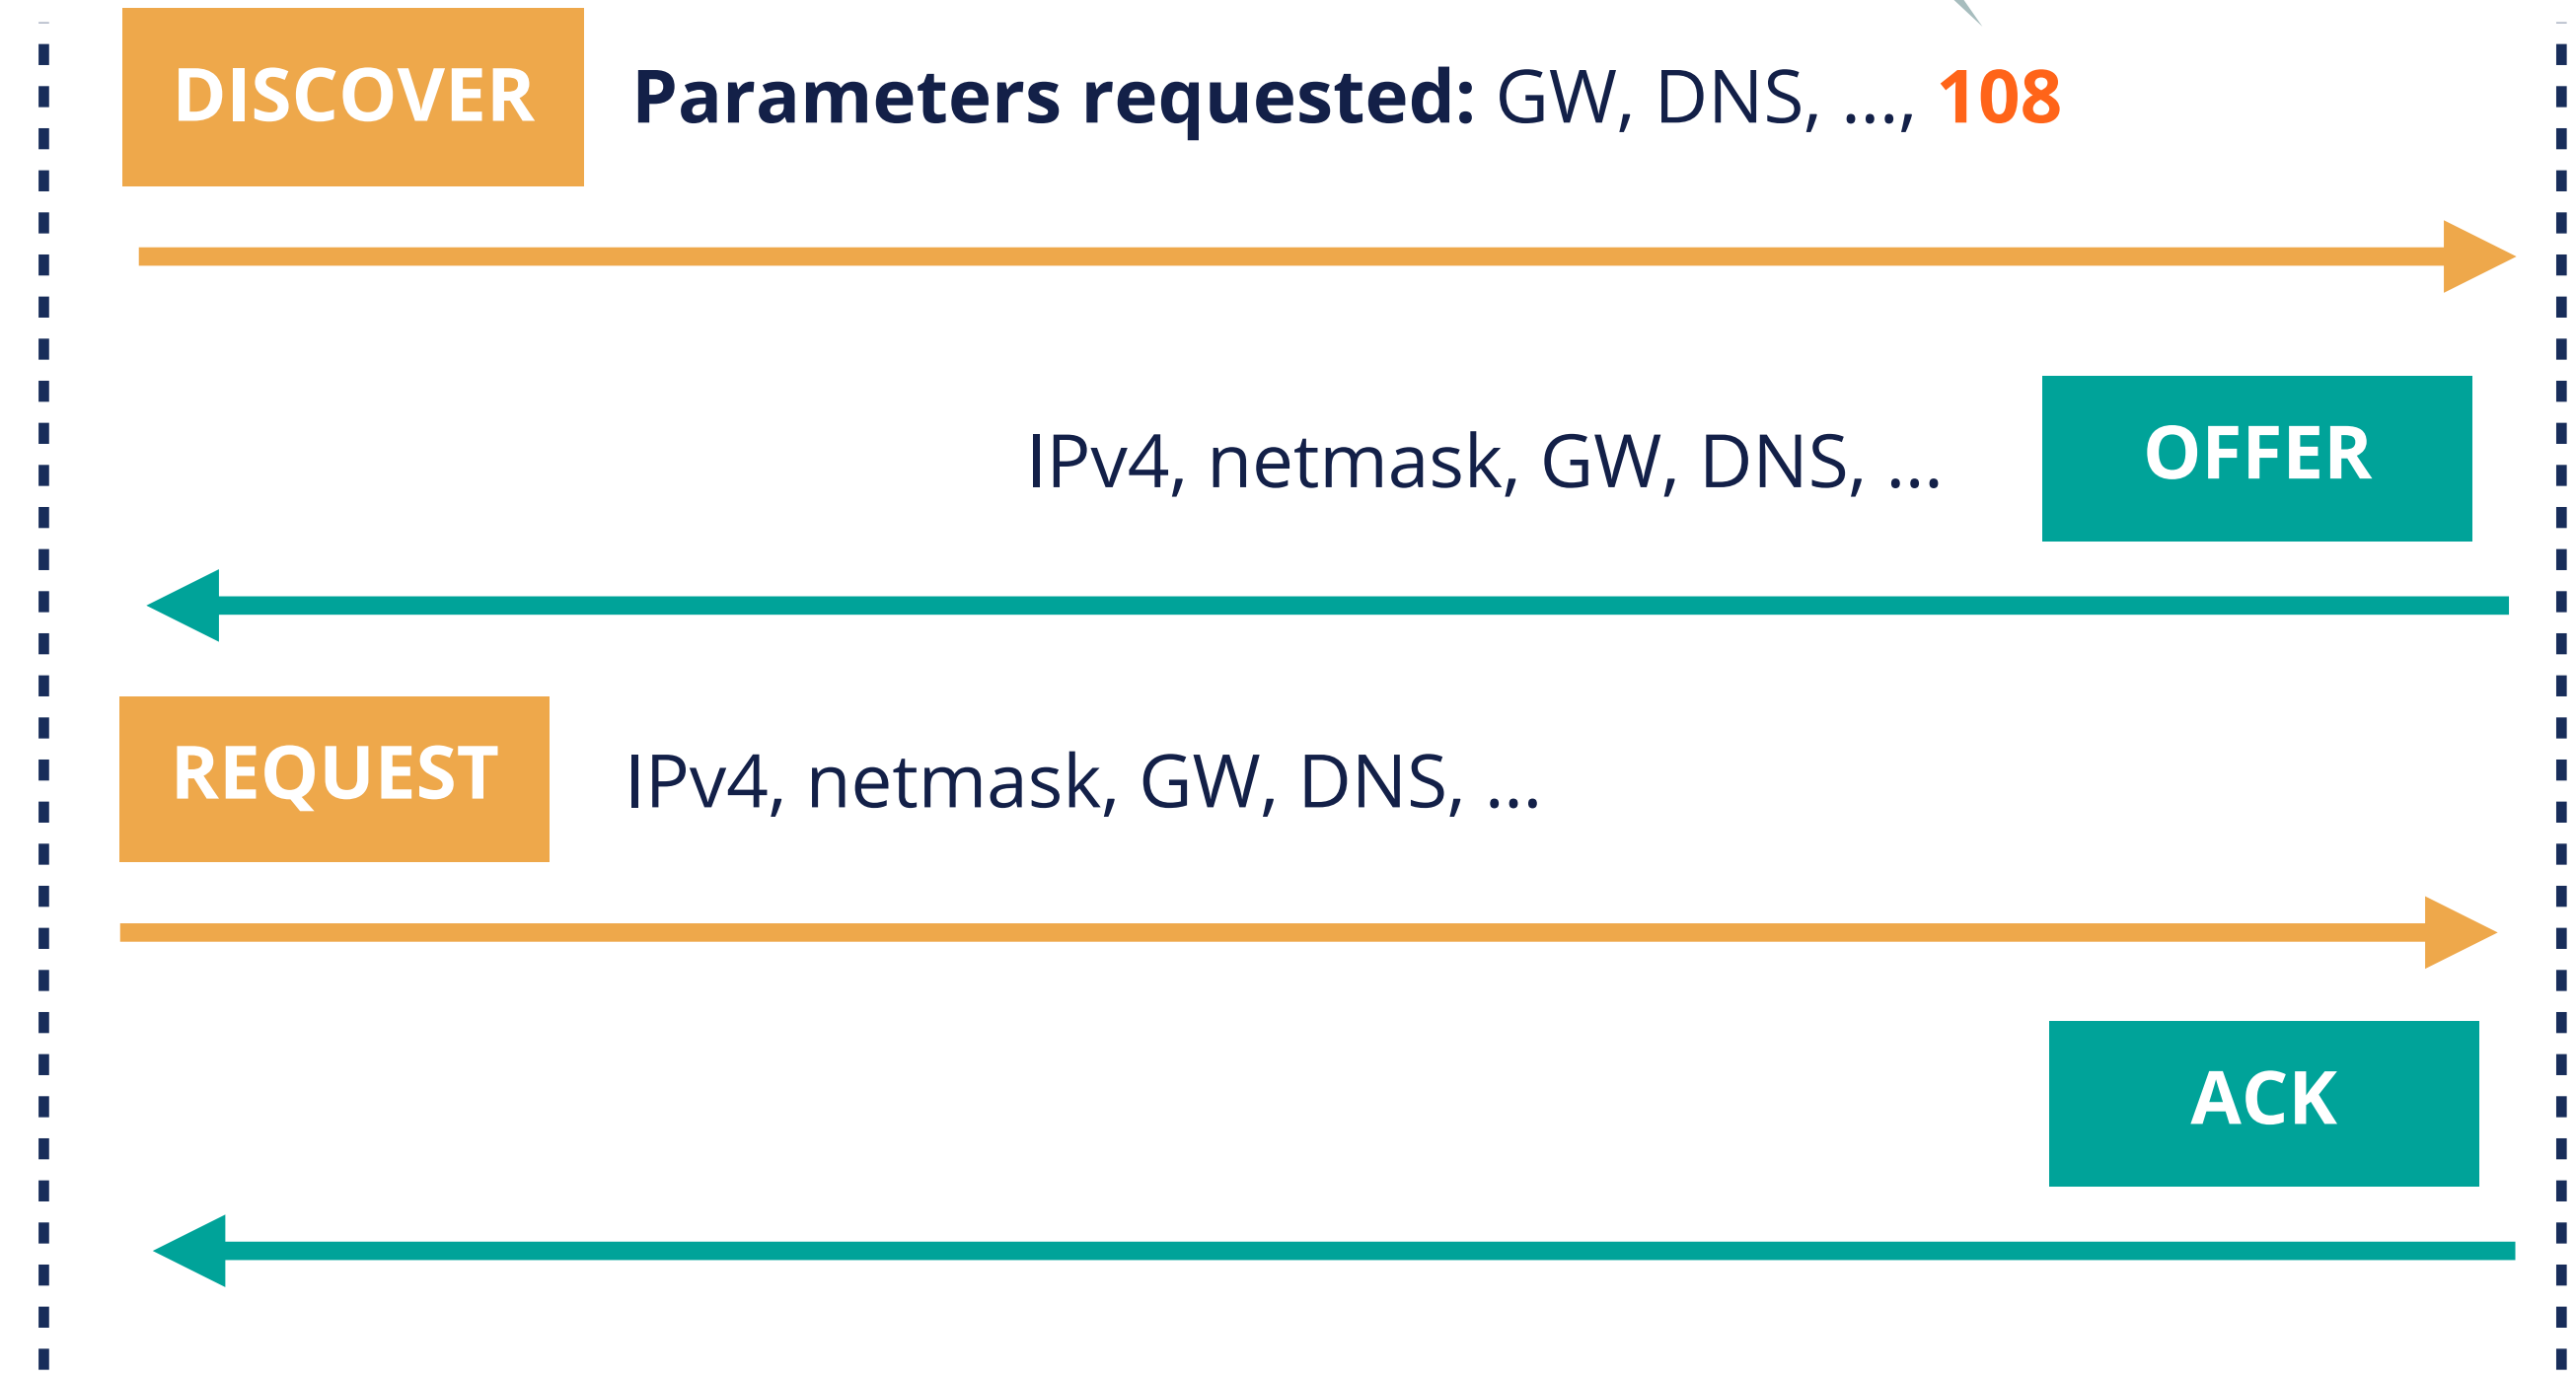 DISCOVER Parameters requested: GW, DNS, ..., 108
IPv4, netmask, GW, DNS, ... OFFER
REQUEST IPv4, netmask, GW, DNS, ...
ACK